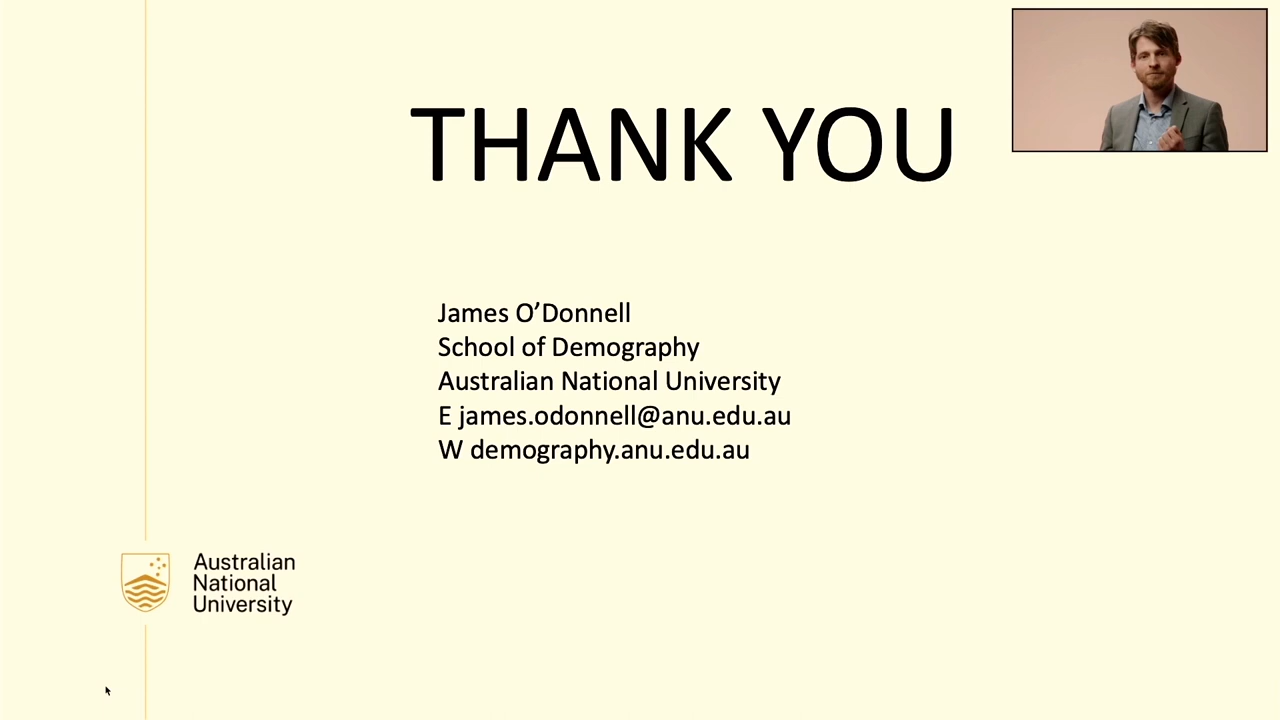 THANK YOU
James O’Donnell
School of Demography
Australian National University
E james.odonnell@anu.edu.au
W demography.anu.edu.au
Australian
National
University